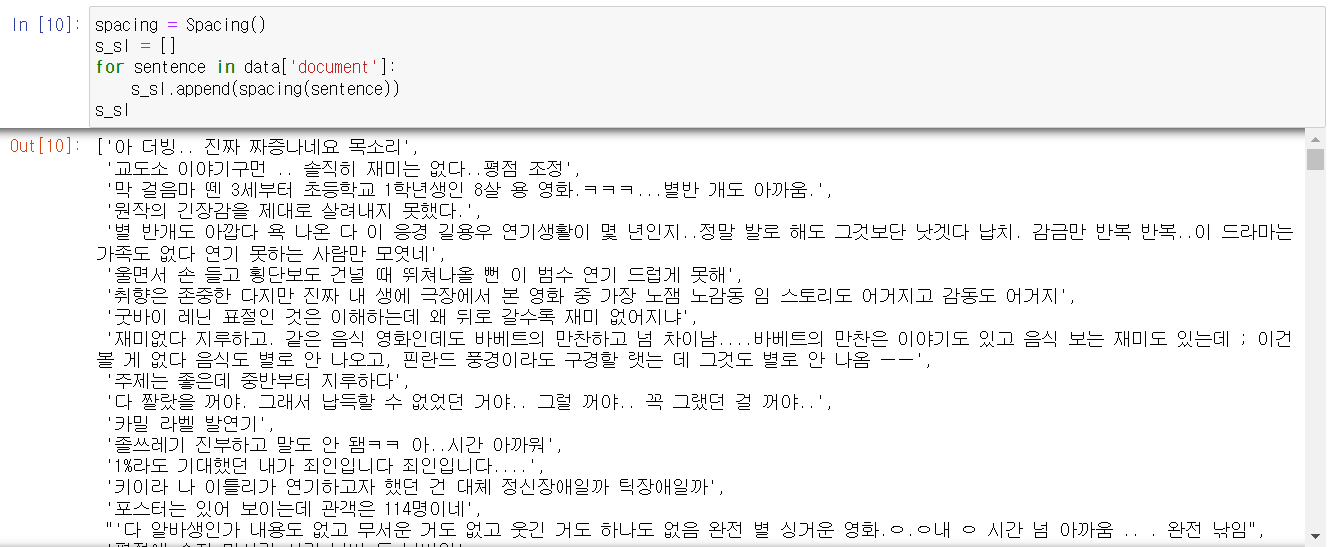 In [10]: spacing = Spacing()
s_sl = []
for sentence in data['document']:
    s_sl.append(spacing(sentence))
s_sl
Out[10]: ['아 더빙.. 진짜 짜증나네요 목소리',
'교도소 이야기구먼 .. 솔직히 재미는 없다..평점 조정',
'막 걸음마 뗀 3세부터 초등학교 1학년생인 8살 용 영화.ㅋㅋㅋ...별반 개도 아까움.',
'원작의 긴장감을 제대로 살려내지 못했다.',
'별 반개도 아깝다 욕 나온 다 이 응경 길용우 연기생활이 몇 년인지..정말 발로 해도 그것보단 낫겟다 납치. 감금만 반복 반복..이 드라마는
가족도 없다 연기 못하는 사람만 모엿네',
'울면서 손 들고 횡단보도 건널 때 뛰쳐나올 뻔 이 범수 연기 드럽게 못해',
'취향은 존중한 다지만 진짜 내 생에 극장에서 본 영화 중 가장 노잼 노감동 임 스토리도 어거지고 감동도 어거지',
'굿바이 레닌 표절인 것은 이해하는데 왜 뒤로 갈수록 재미 없어지냐',
'재미없다 지루하고. 같은 음식 영화인데도 바베트의 만찬하고 넘 차이남....바베트의 만찬은 이야기도 있고 음식 보는 재미도 있는데 ; 이건
볼 게 없다 음식도 별로 안 나오고, 핀란드 풍경이라도 구경할 랫는 데 그것도 별로 안 나옴 ㅡㅡ',
'주제는 좋은데 중반부터 지루하다',
'다 짤랐을 꺼야. 그래서 납득할 수 없었던 거야.. 그럴 꺼야.. 꼭 그랬던 걸 꺼야..',
'카밀 라벨 발연기',
'졸쓰레기 진부하고 말도 안 됌ㅋㅋ 아..시간 아까워',
'1%라도 기대했던 내가 죄인입니다 죄인입니다....',
'키이라 나 이틀리가 연기하고자 했던 건 대체 정신장애일까 틱장애일까',
'포스터는 있어 보이는데 관객은 114명이네',
"'다 알바생인가 내용도 없고 무서운 거도 없고 웃긴 거도 하나도 없음 완전 별 싱거운 영화.ㅇ.ㅇ내 ㅇ 시간 넘 아까움 .. . 완전 낚임",